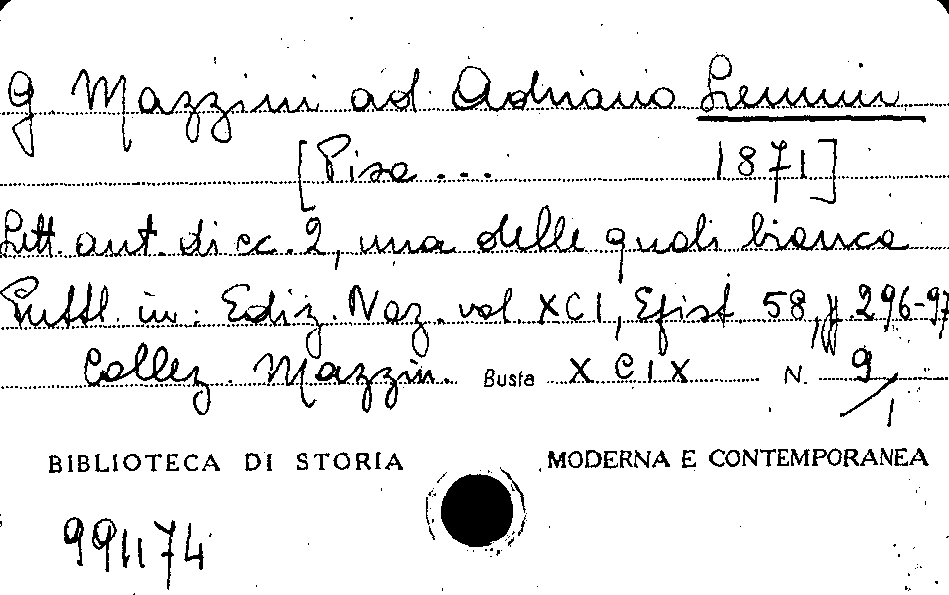 G. Mazzini ad Adriano Lemmi
[Pisa ... 1871]
Lett. aut. di cc. 2, una delle quali bianca
Pubbl. in: Ediz. Naz. vol. XCI, Epist. 58, pp. 296-97
Collez. Mazzin. Busta XCIX N. 9/1
BIBLIOTECA DI STORIA MODERNA E CONTEMPORANEA
991174